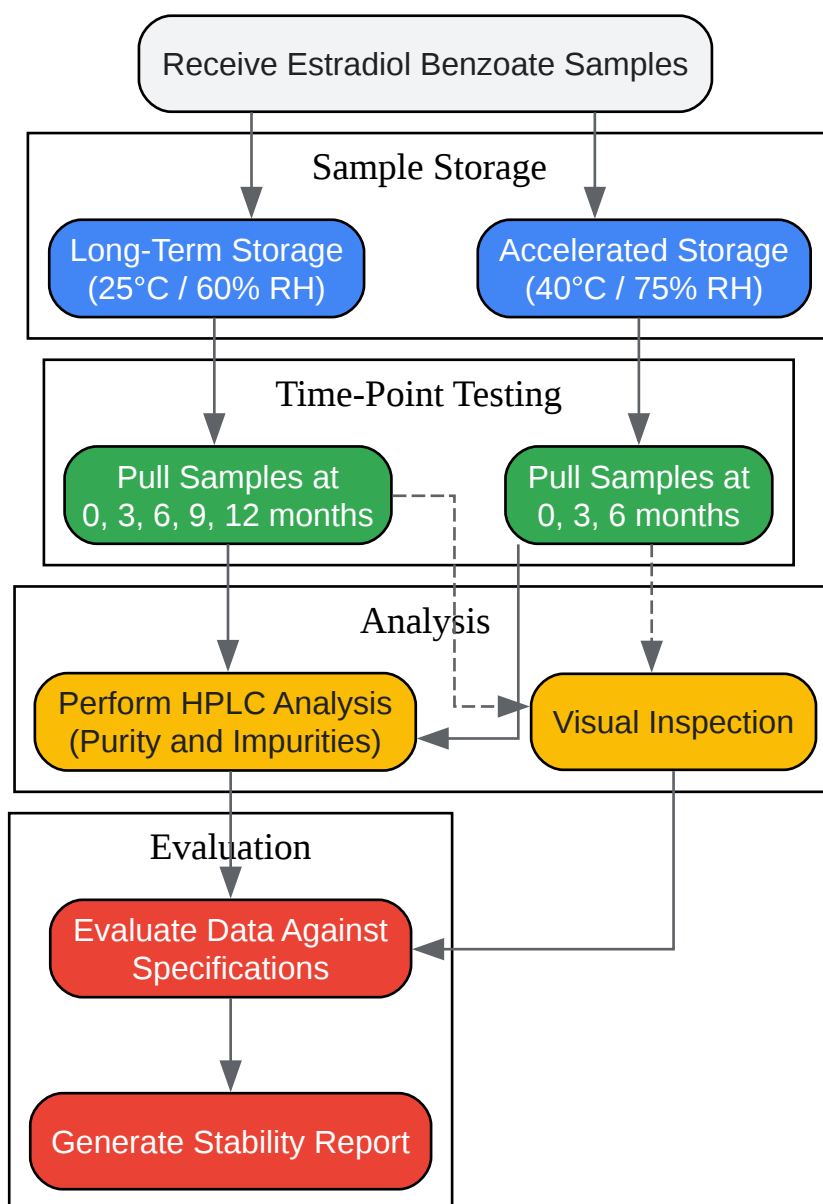 Receive Estradiol Benzoate Samples
Sample Storage
Long-Term Storage
(25°C / 60% RH)
Accelerated Storage
(40°C / 75% RH)
Time-Point Testing
Pull Samples at
0, 3, 6, 9, 12 months
Pull Samples at
0, 3, 6 months
Analysis
Perform HPLC Analysis
(Purity and Impurities)
Visual Inspection
Evaluation
Evaluate Data Against
Specifications
Generate Stability Report